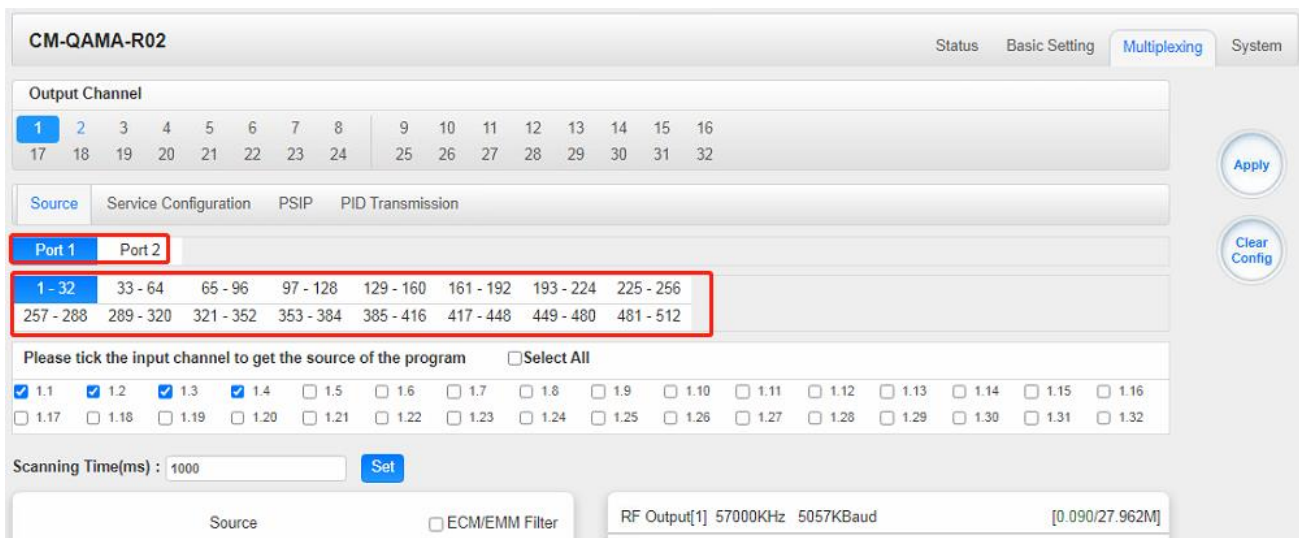 CM-QAMA-R02
Status Basic Setting Multiplexing System
Output Channel
1 2 3 4 5 6 7 8 9 10 11 12 13 14 15 16
17 18 19 20 21 22 23 24 25 26 27 28 29 30 31 32
Apply
Source Service Configuration PSIP PID Transmission
Port 1 Port 2
Clear
Config
1 - 32 33 - 64 65 - 96 97 - 128 129 - 160 161 - 192 193 - 224 225 - 256
257 - 288 289 - 320 321 - 352 353 - 384 385 - 416 417 - 448 449 - 480 481 - 512
Please tick the input channel to get the source of the program Select All
1.1 1.2 1.3 1.4 1.5 1.6 1.7 1.8 1.9 1.10 1.11 1.12 1.13 1.14 1.15 1.16
1.17 1.18 1.19 1.20 1.21 1.22 1.23 1.24 1.25 1.26 1.27 1.28 1.29 1.30 1.31 1.32
Scanning Time(ms) : 1000 Set
Source ECM/EMM Filter RF Output[1] 57000KHz 5057KBaud [0.090/27.962M]